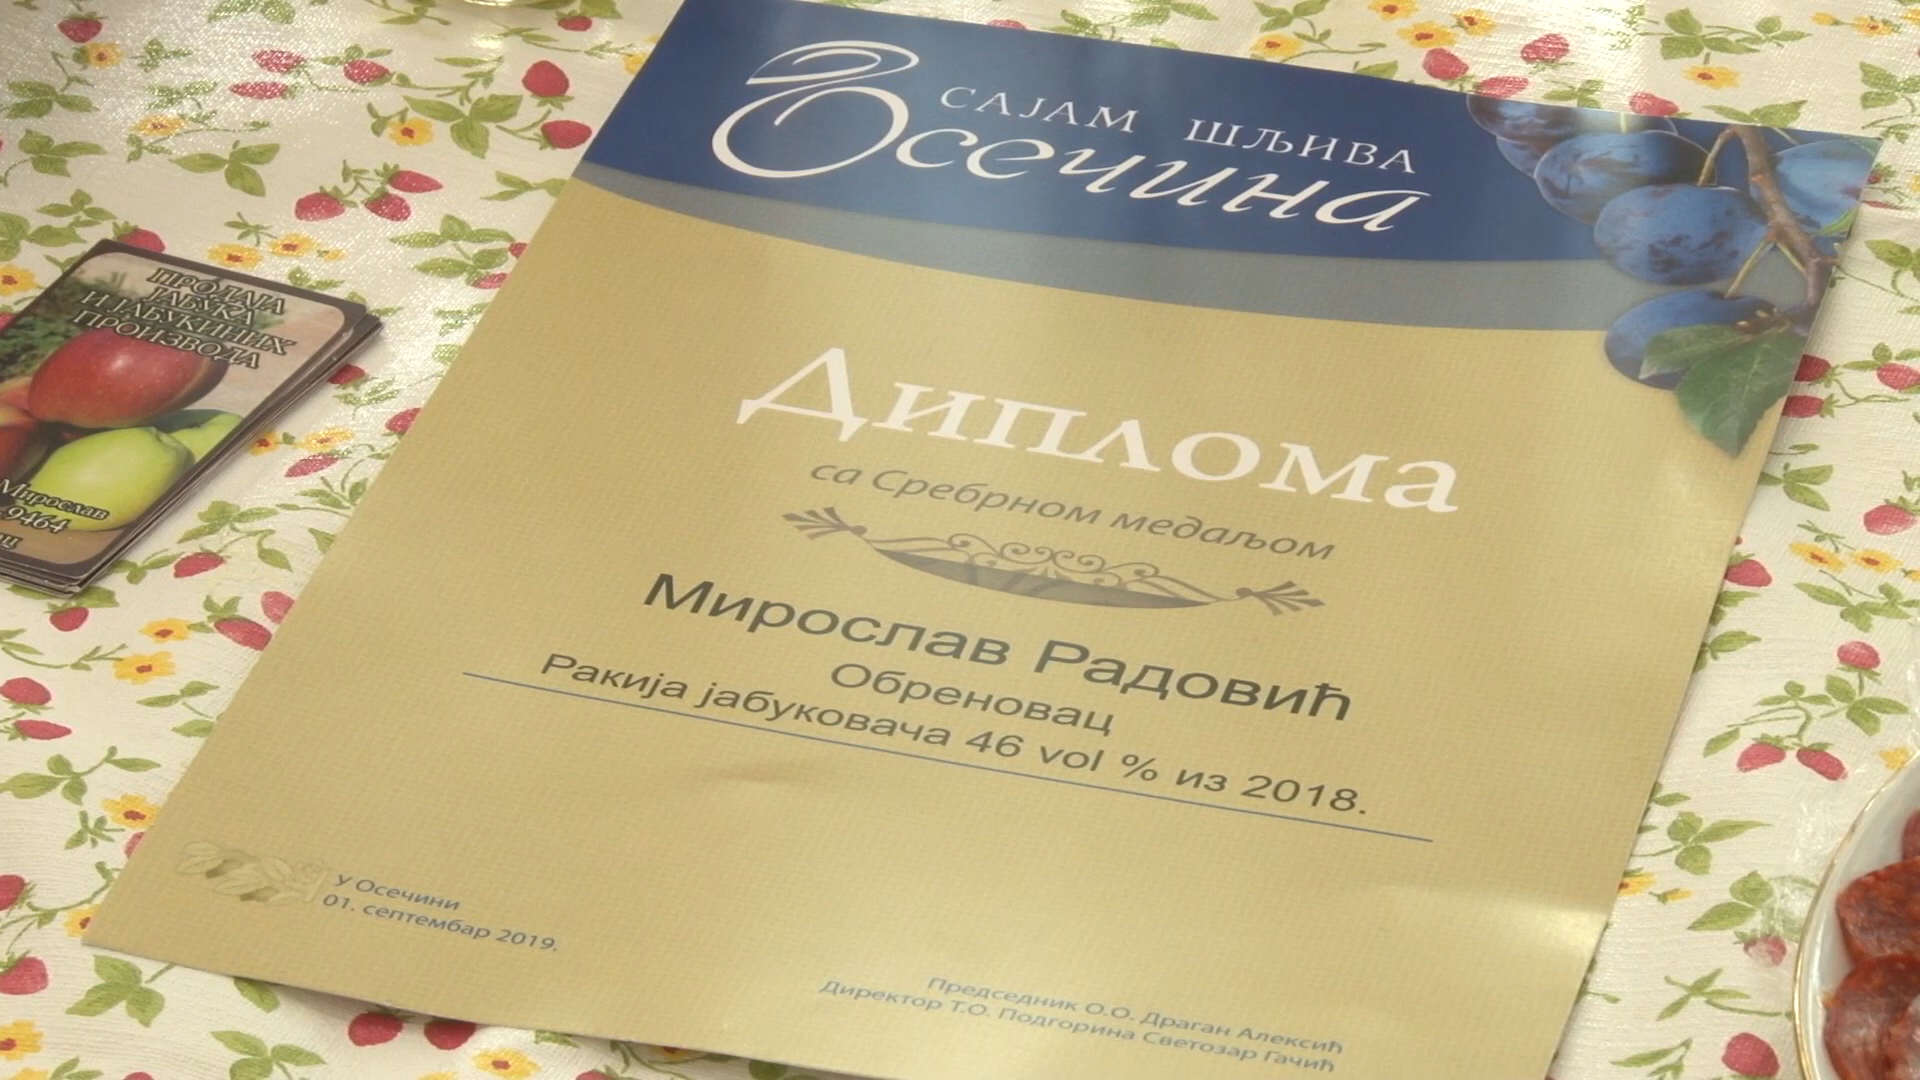 САЈАМ ШЉИВА
Осечина
Диплома
са Сребрном медаљом
Мирослав Радовић
Обреновац
Ракија јабуковача 46 vol % из 2018.
у Осечини
01. септембар 2019.
Председник О.О. Драган Алексић
Директор Т.О. Подгорина Светозар Гачић
ПРОДАЈА
ЈАБУКА
И ЈАБУКИНИХ
ПРОИЗВОДА
Мирослав
9464